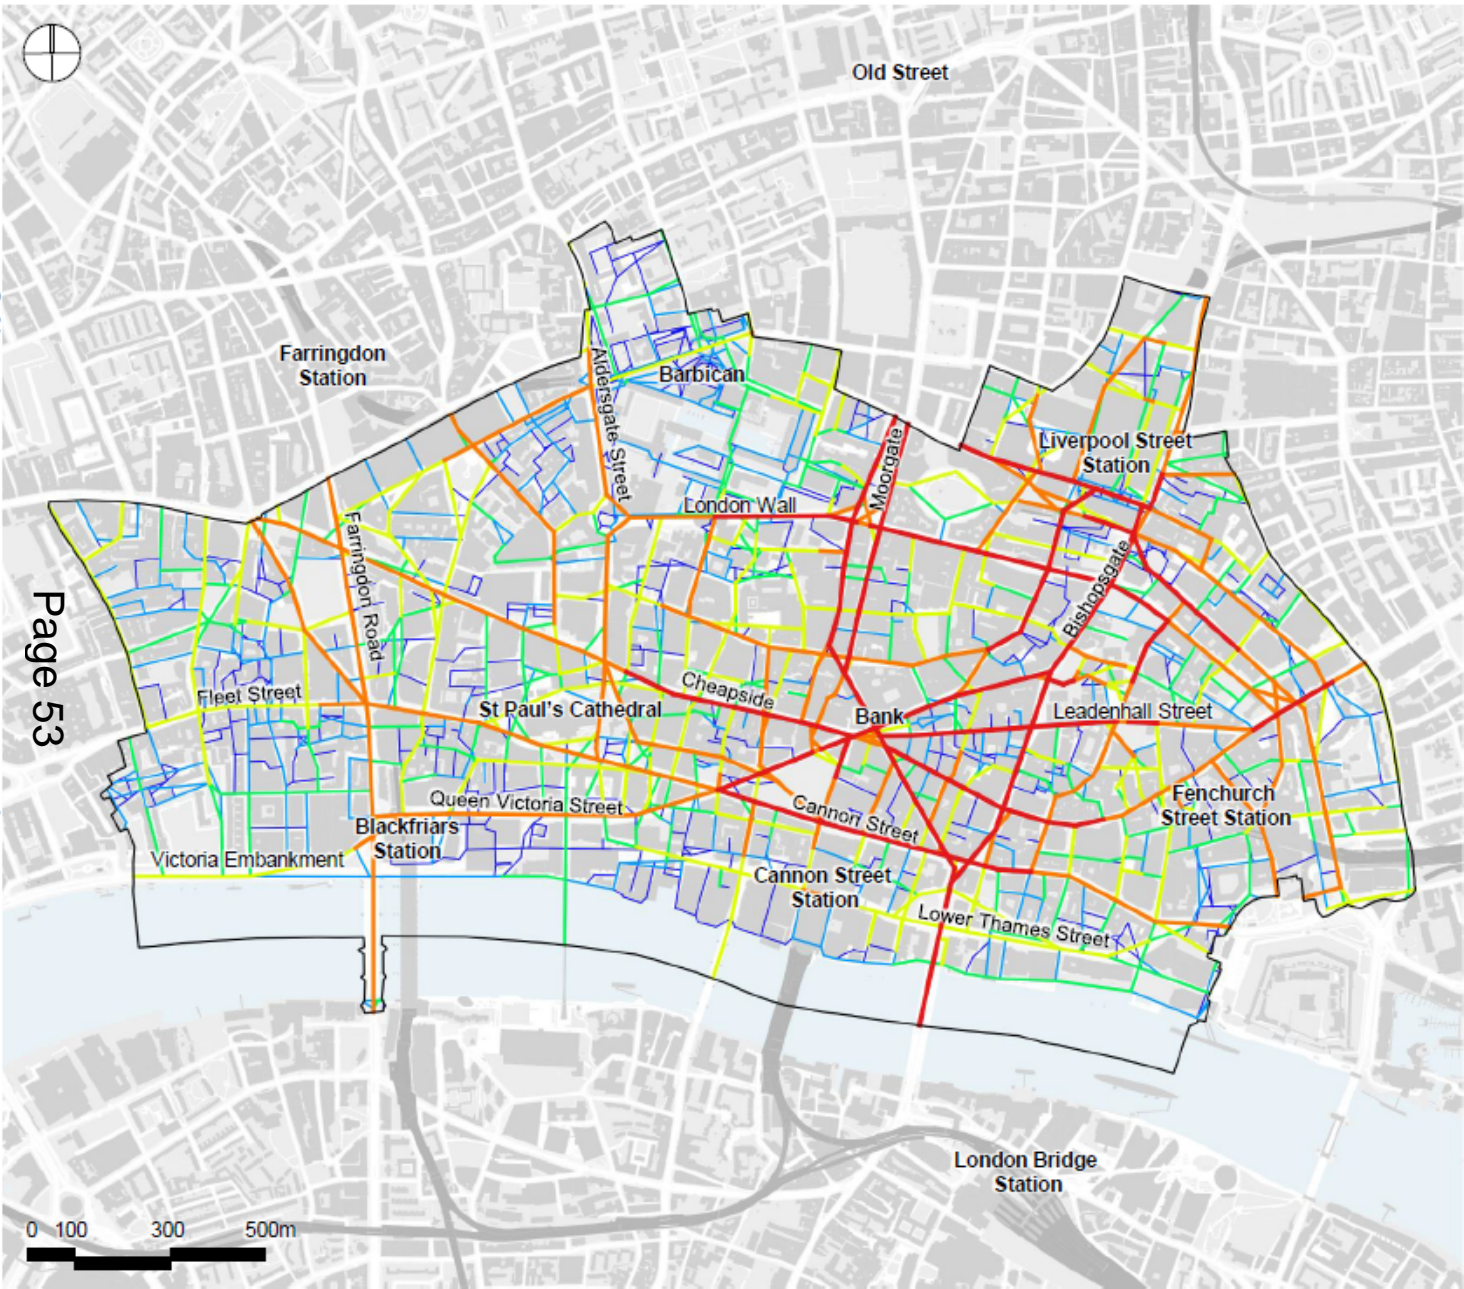 Old Street
Farringdon
Station
Barbican
Aldersgate Street
Moorgate
Liverpool Street
Station
London Wall
Farringdon Road
Bishopsgate
Page 53
Fleet Street
St Paul's Cathedral
Cheapside
Bank
Leadenhall Street
Queen Victoria Street
Cannon Street
Fenchurch
Street Station
Blackfriars
Station
Victoria Embankment
Cannon Street
Station
Lower Thames Street
London Bridge
Station
0 100 300 500m